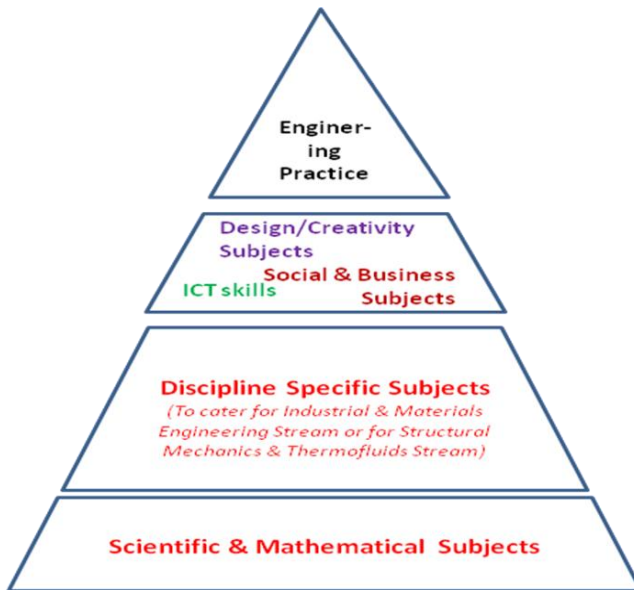 Enginer-
ing
Practice
Design/Creativity
Subjects
Social & Business
ICT skills
Subjects
Discipline Specific Subjects
(To cater for Industrial & Materials
Engineering Stream or for Structural
Mechanics & Thermofluids Stream)
Scientific & Mathematical Subjects